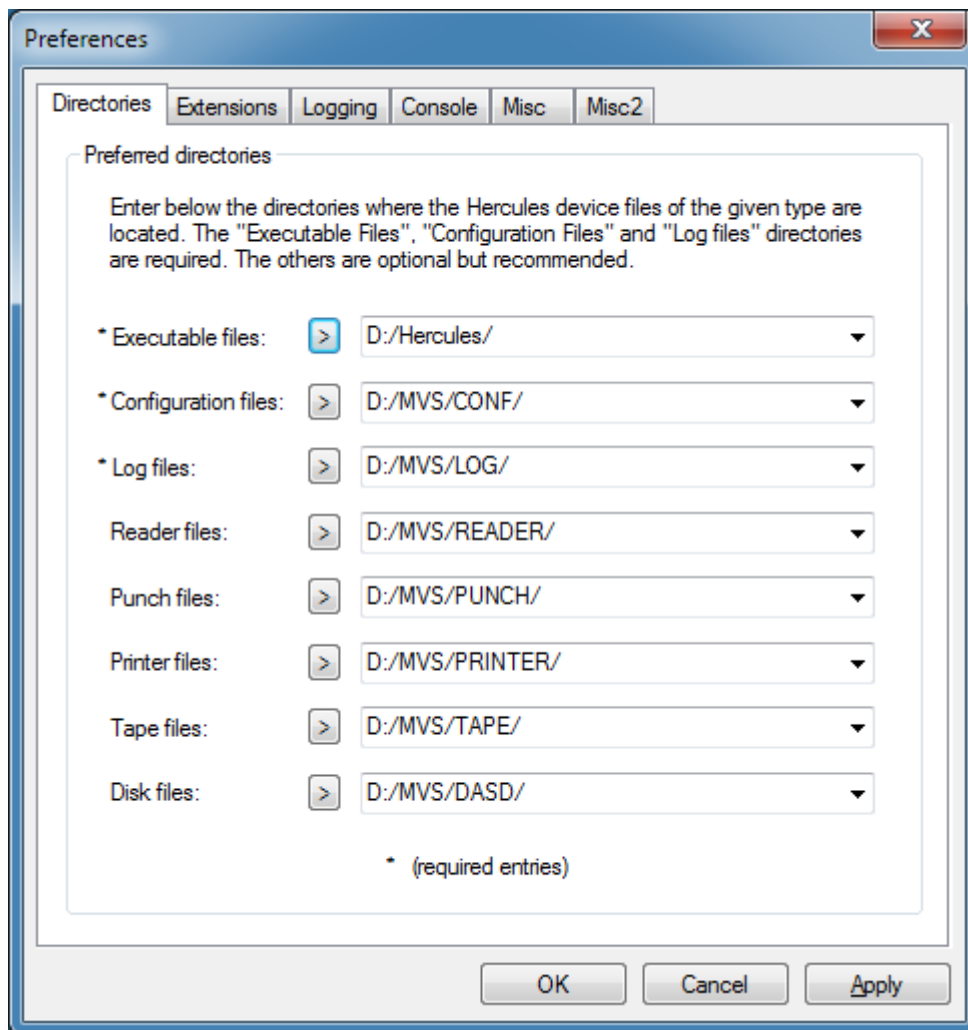 Preferences
Directories Extensions Logging Console Misc Misc2
Preferred directories
Enter below the directories where the Hercules device files of the given type are
located. The "Executable Files", "Configuration Files" and "Log files" directories
are required. The others are optional but recommended.
* Executable files: > D:/Hercules/
* Configuration files: > D:/MVS/CONF/
* Log files: > D:/MVS/LOG/
Reader files: > D:/MVS/READER/
Punch files: > D:/MVS/PUNCH/
Printer files: > D:/MVS/PRINTER/
Tape files: > D:/MVS/TAPE/
Disk files: > D:/MVS/DASD/
* (required entries)
OK Cancel Apply